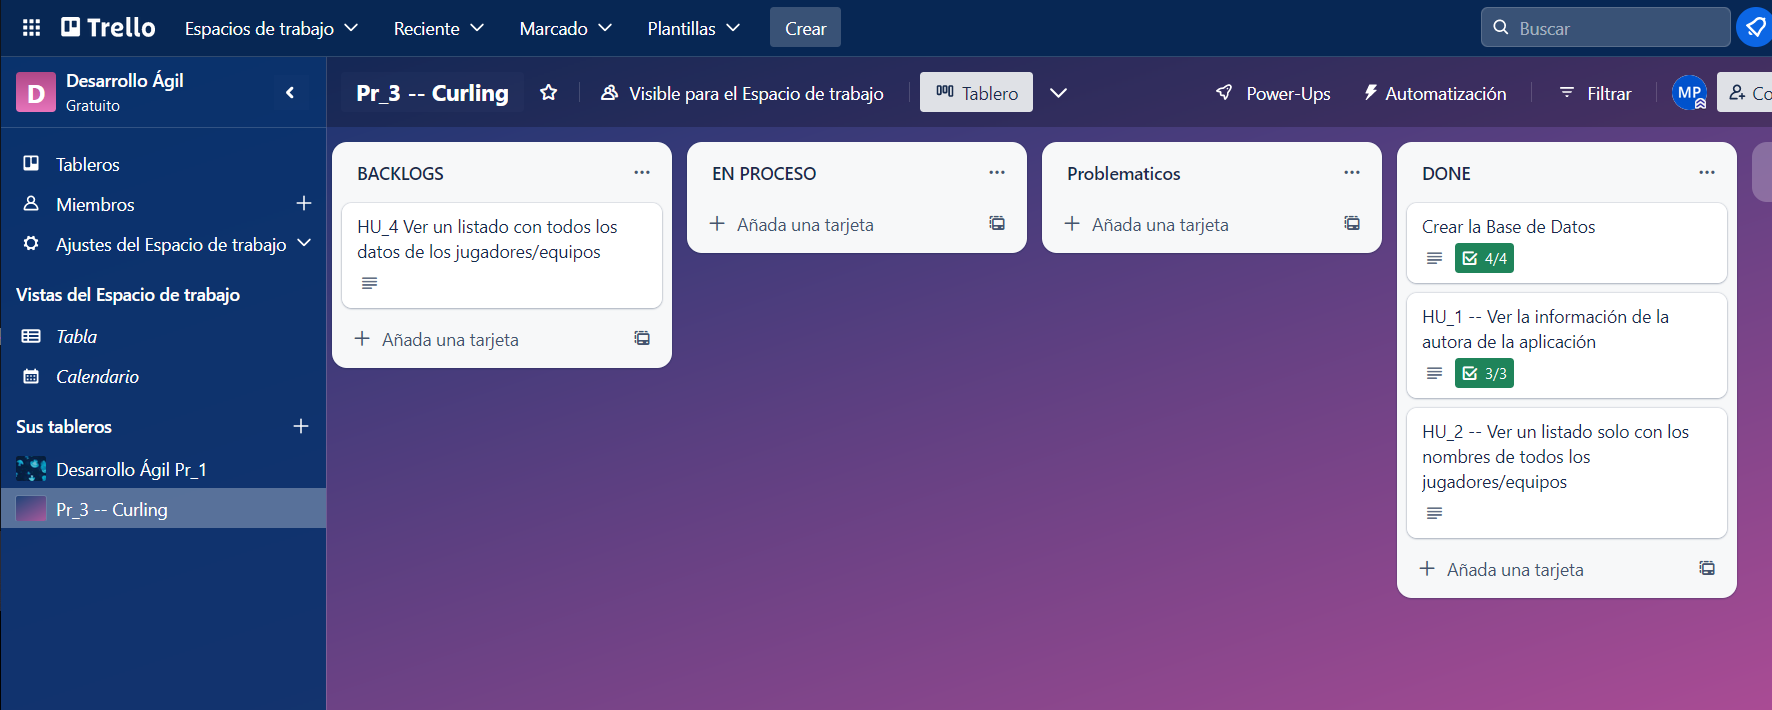 Trello
Espacios de trabajo
Reciente
Marcado
Plantillas
Crear
Buscar
D
Desarrollo Ágil
Gratuito
Tableros
Miembros
Ajustes del Espacio de trabajo
Vistas del Espacio de trabajo
Tabla
Calendario
Sus tableros
Desarrollo Ágil Pr_1
Pr_3 -- Curling
Pr_3 -- Curling
Visible para el Espacio de trabajo
Tablero
Power-Ups
Automatización
Filtrar
MP
Co
BACKLOGS
HU_4 Ver un listado con todos los
datos de los jugadores/equipos
Añada una tarjeta
EN PROCESO
Añada una tarjeta
Problematicos
Añada una tarjeta
DONE
Crear la Base de Datos
4/4
HU_1 -- Ver la información de la
autora de la aplicación
3/3
HU_2 -- Ver un listado solo con los
nombres de todos los
jugadores/equipos
Añada una tarjeta